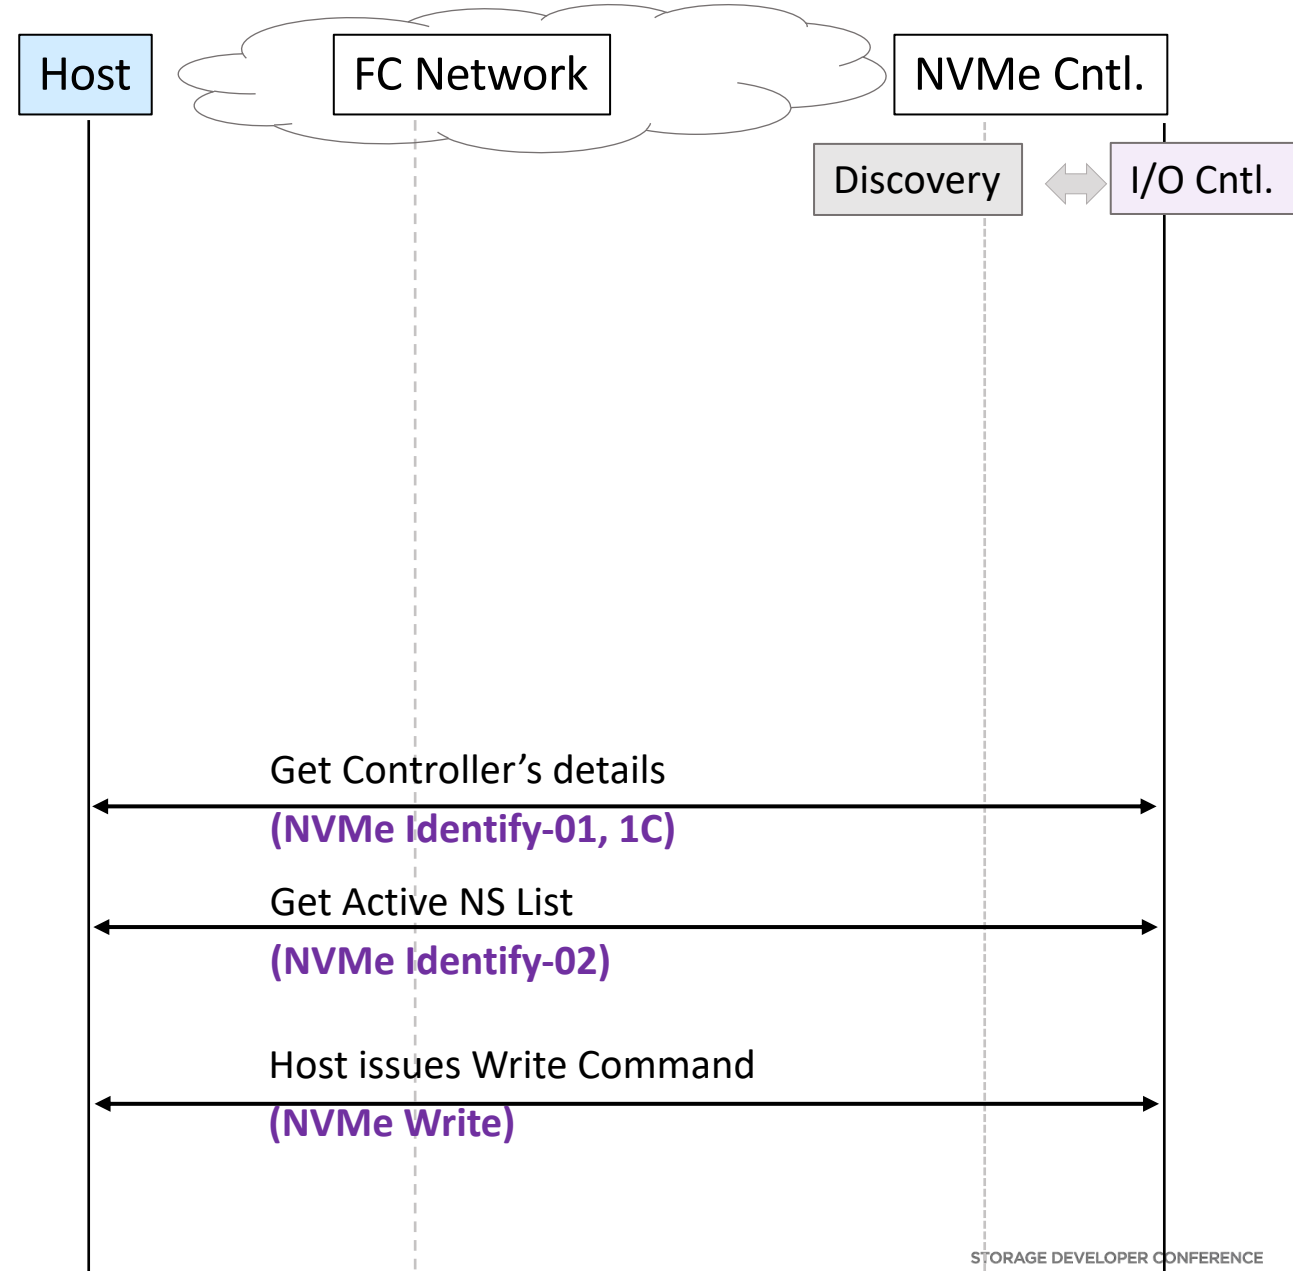 Host
FC Network
NVMe Cntl.
Discovery
I/O Cntl.
Get Controller’s details
(NVMe Identify-01, 1C)
Get Active NS List
(NVMe Identify-02)
Host issues Write Command
(NVMe Write)
STORAGE DEVELOPER CONFERENCE